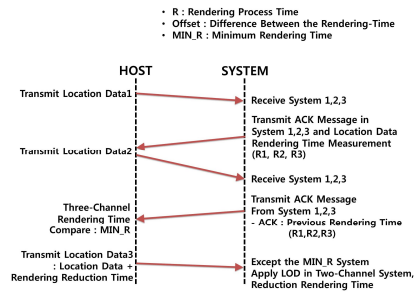 • R : Rendering Process Time
• Offset : Difference Between the Rendering-Time
• MIN_R : Minimum Rendering Time
HOST
SYSTEM
Transmit Location Data1
Receive System 1,2,3
Transmit ACK Message in
System 1,2,3 and Location Data
Rendering Time Measurement
(R1, R2, R3)
Transmit Location Data2
Receive System 1,2,3
Transmit ACK Message
From System 1,2,3
- ACK : Previous Rendering Time
(R1,R2,R3)
Three-Channel
Rendering Time
Compare : MIN_R
Transmit Location Data3
: Location Data +
Rendering Reduction Time
Except the MIN_R System
Apply LOD in Two-Channel System,
Reduction Rendering Time